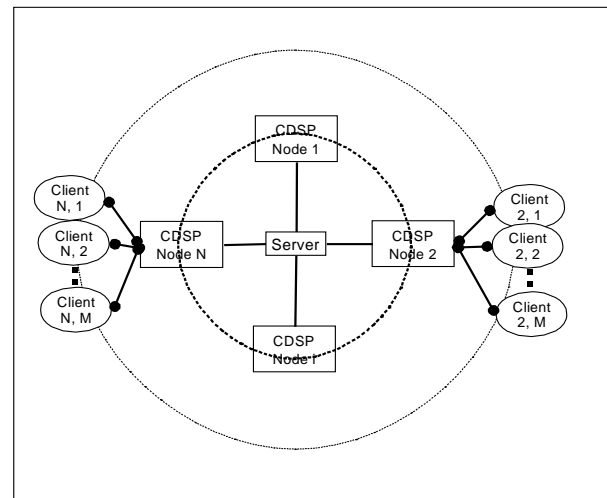 CDSP
Node 1
Client
N, 1
Client
N, 2
Client
N, M
CDSP
Node N
Server
CDSP
Node 2
Client
2, 1
Client
2, 2
Client
2, M
CDSP
Node